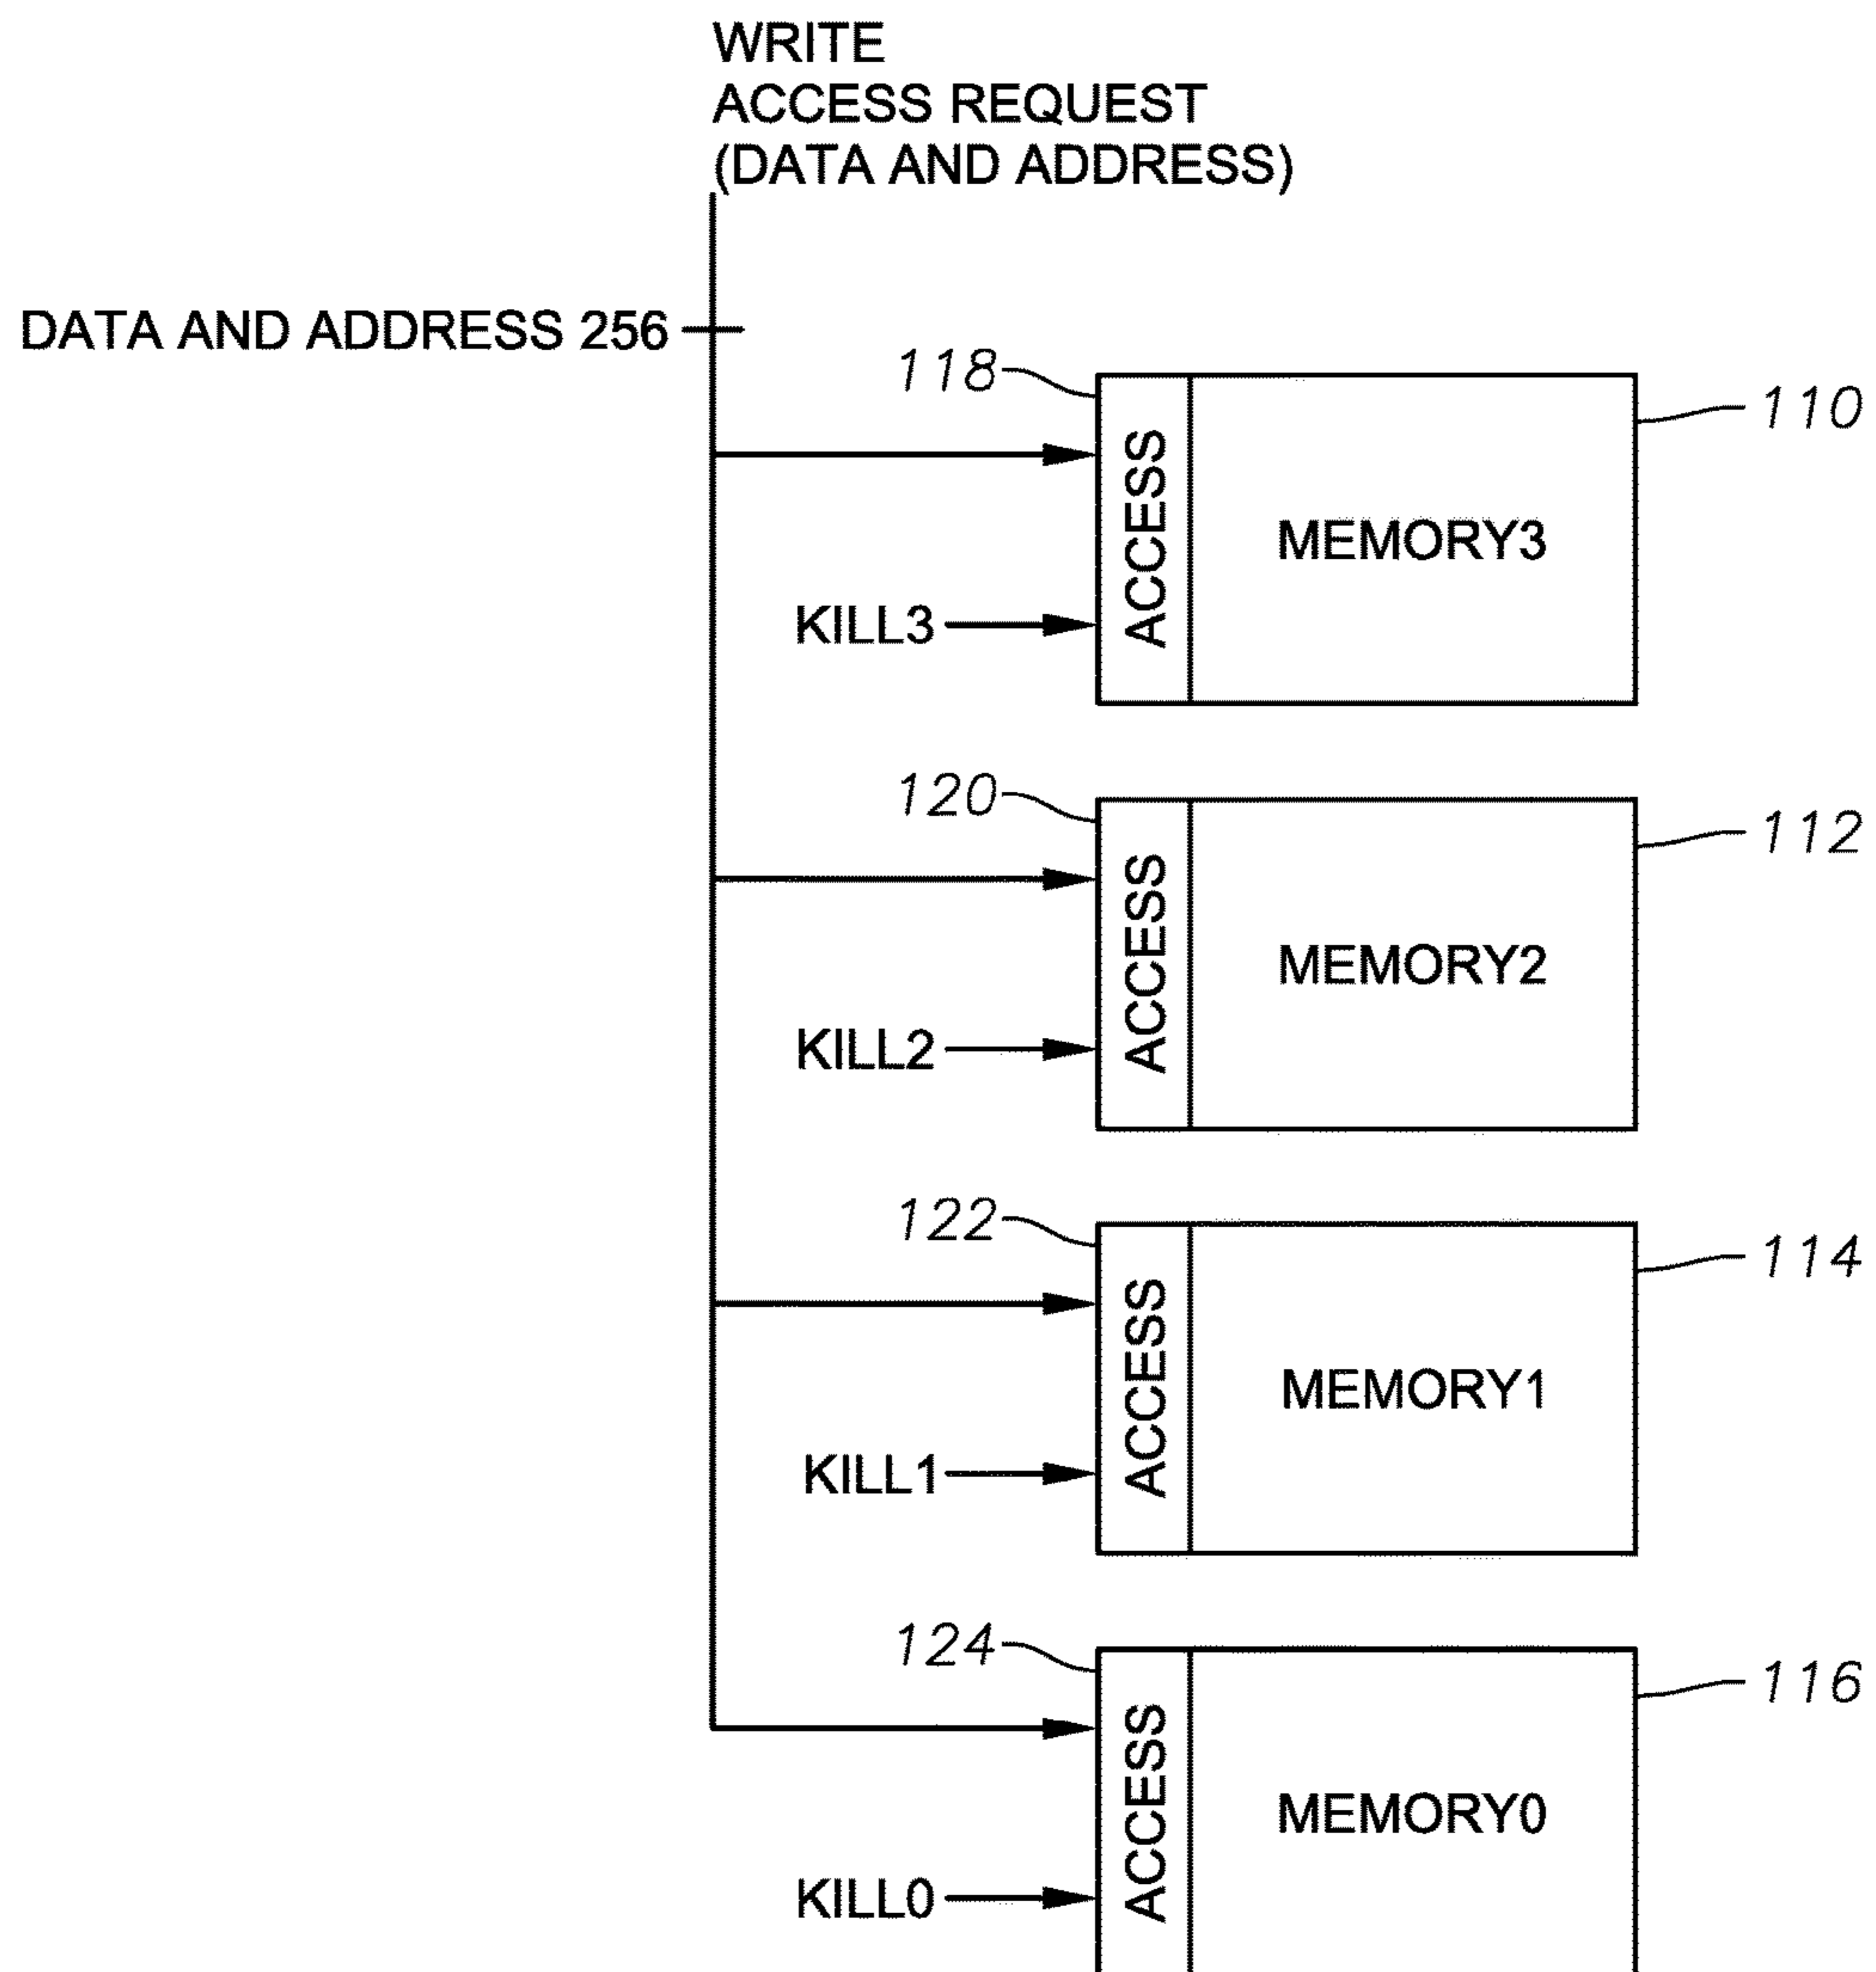 WRITE
ACCESS REQUEST
(DATA AND ADDRESS)
DATA AND ADDRESS 256
118
110
ACCESS
MEMORY3
KILL3
120
112
ACCESS
MEMORY2
KILL2
122
114
ACCESS
MEMORY1
KILL1
124
116
ACCESS
MEMORY0
KILL0